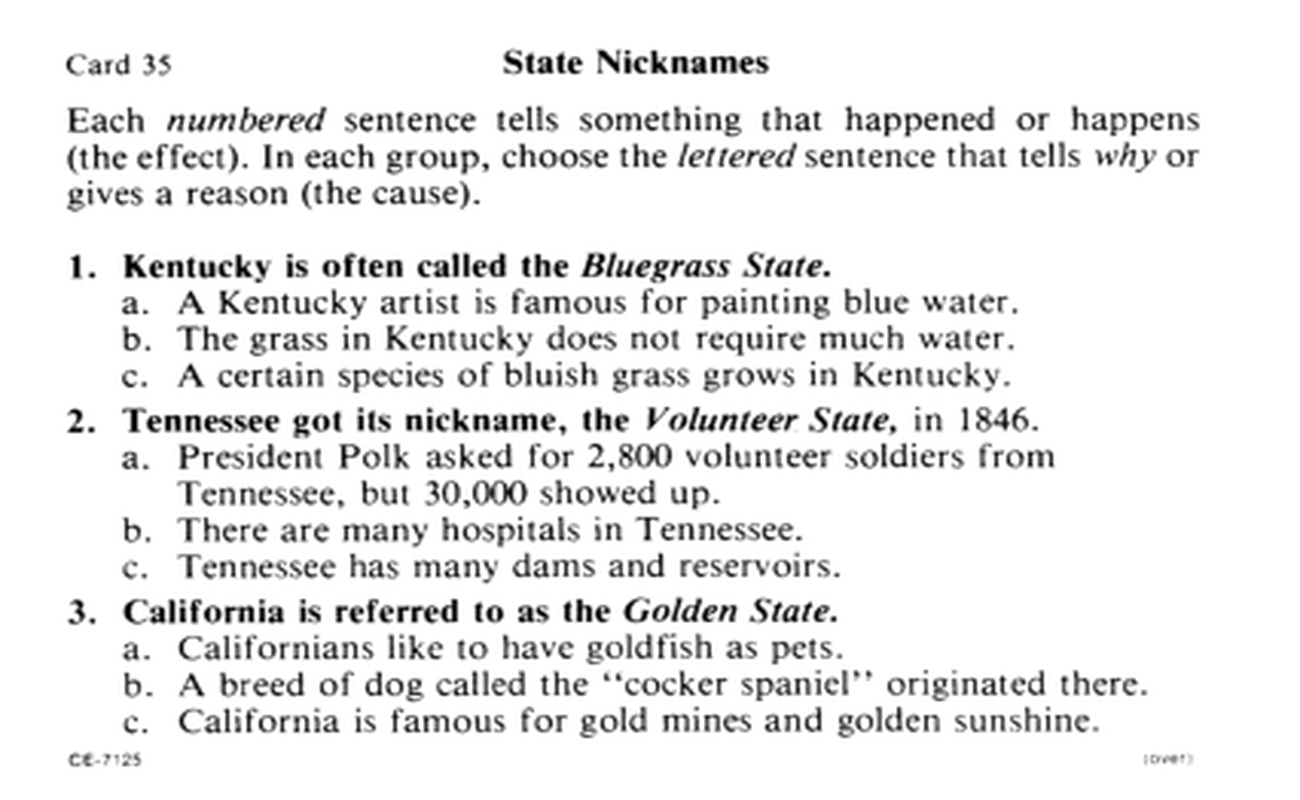 Card 35 State Nicknames
Each numbered sentence tells something that happened or happens
(the effect). In each group, choose the lettered sentence that tells why or
gives a reason (the cause).
1. Kentucky is often called the Bluegrass State.
a. A Kentucky artist is famous for painting blue water.
b. The grass in Kentucky does not require much water.
c. A certain species of bluish grass grows in Kentucky.
2. Tennessee got its nickname, the Volunteer State, in 1846.
a. President Polk asked for 2,800 volunteer soldiers from
Tennessee, but 30,000 showed up.
b. There are many hospitals in Tennessee.
c. Tennessee has many dams and reservoirs.
3. California is referred to as the Golden State.
a. Californians like to have goldfish as pets.
b. A breed of dog called the “cocker spaniel” originated there.
c. California is famous for gold mines and golden sunshine.
CE-7125 (over)